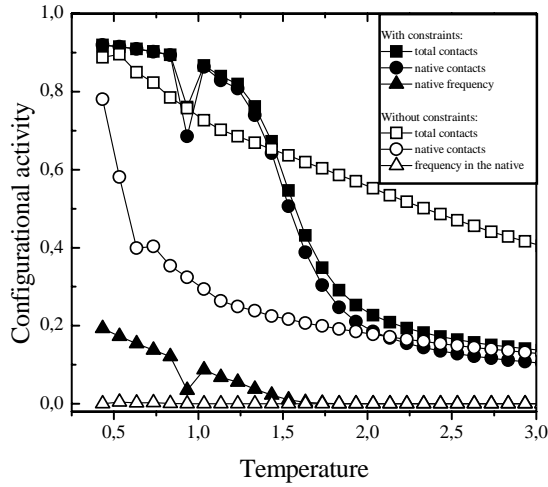 Configurational activity
1,0
0,8
0,6
0,4
0,2
0,0
With constraints:
total contacts
native contacts
native frequency
Without constraints:
total contacts
native contacts
frequency in the native
0,5 1,0 1,5 2,0 2,5 3,0
Temperature